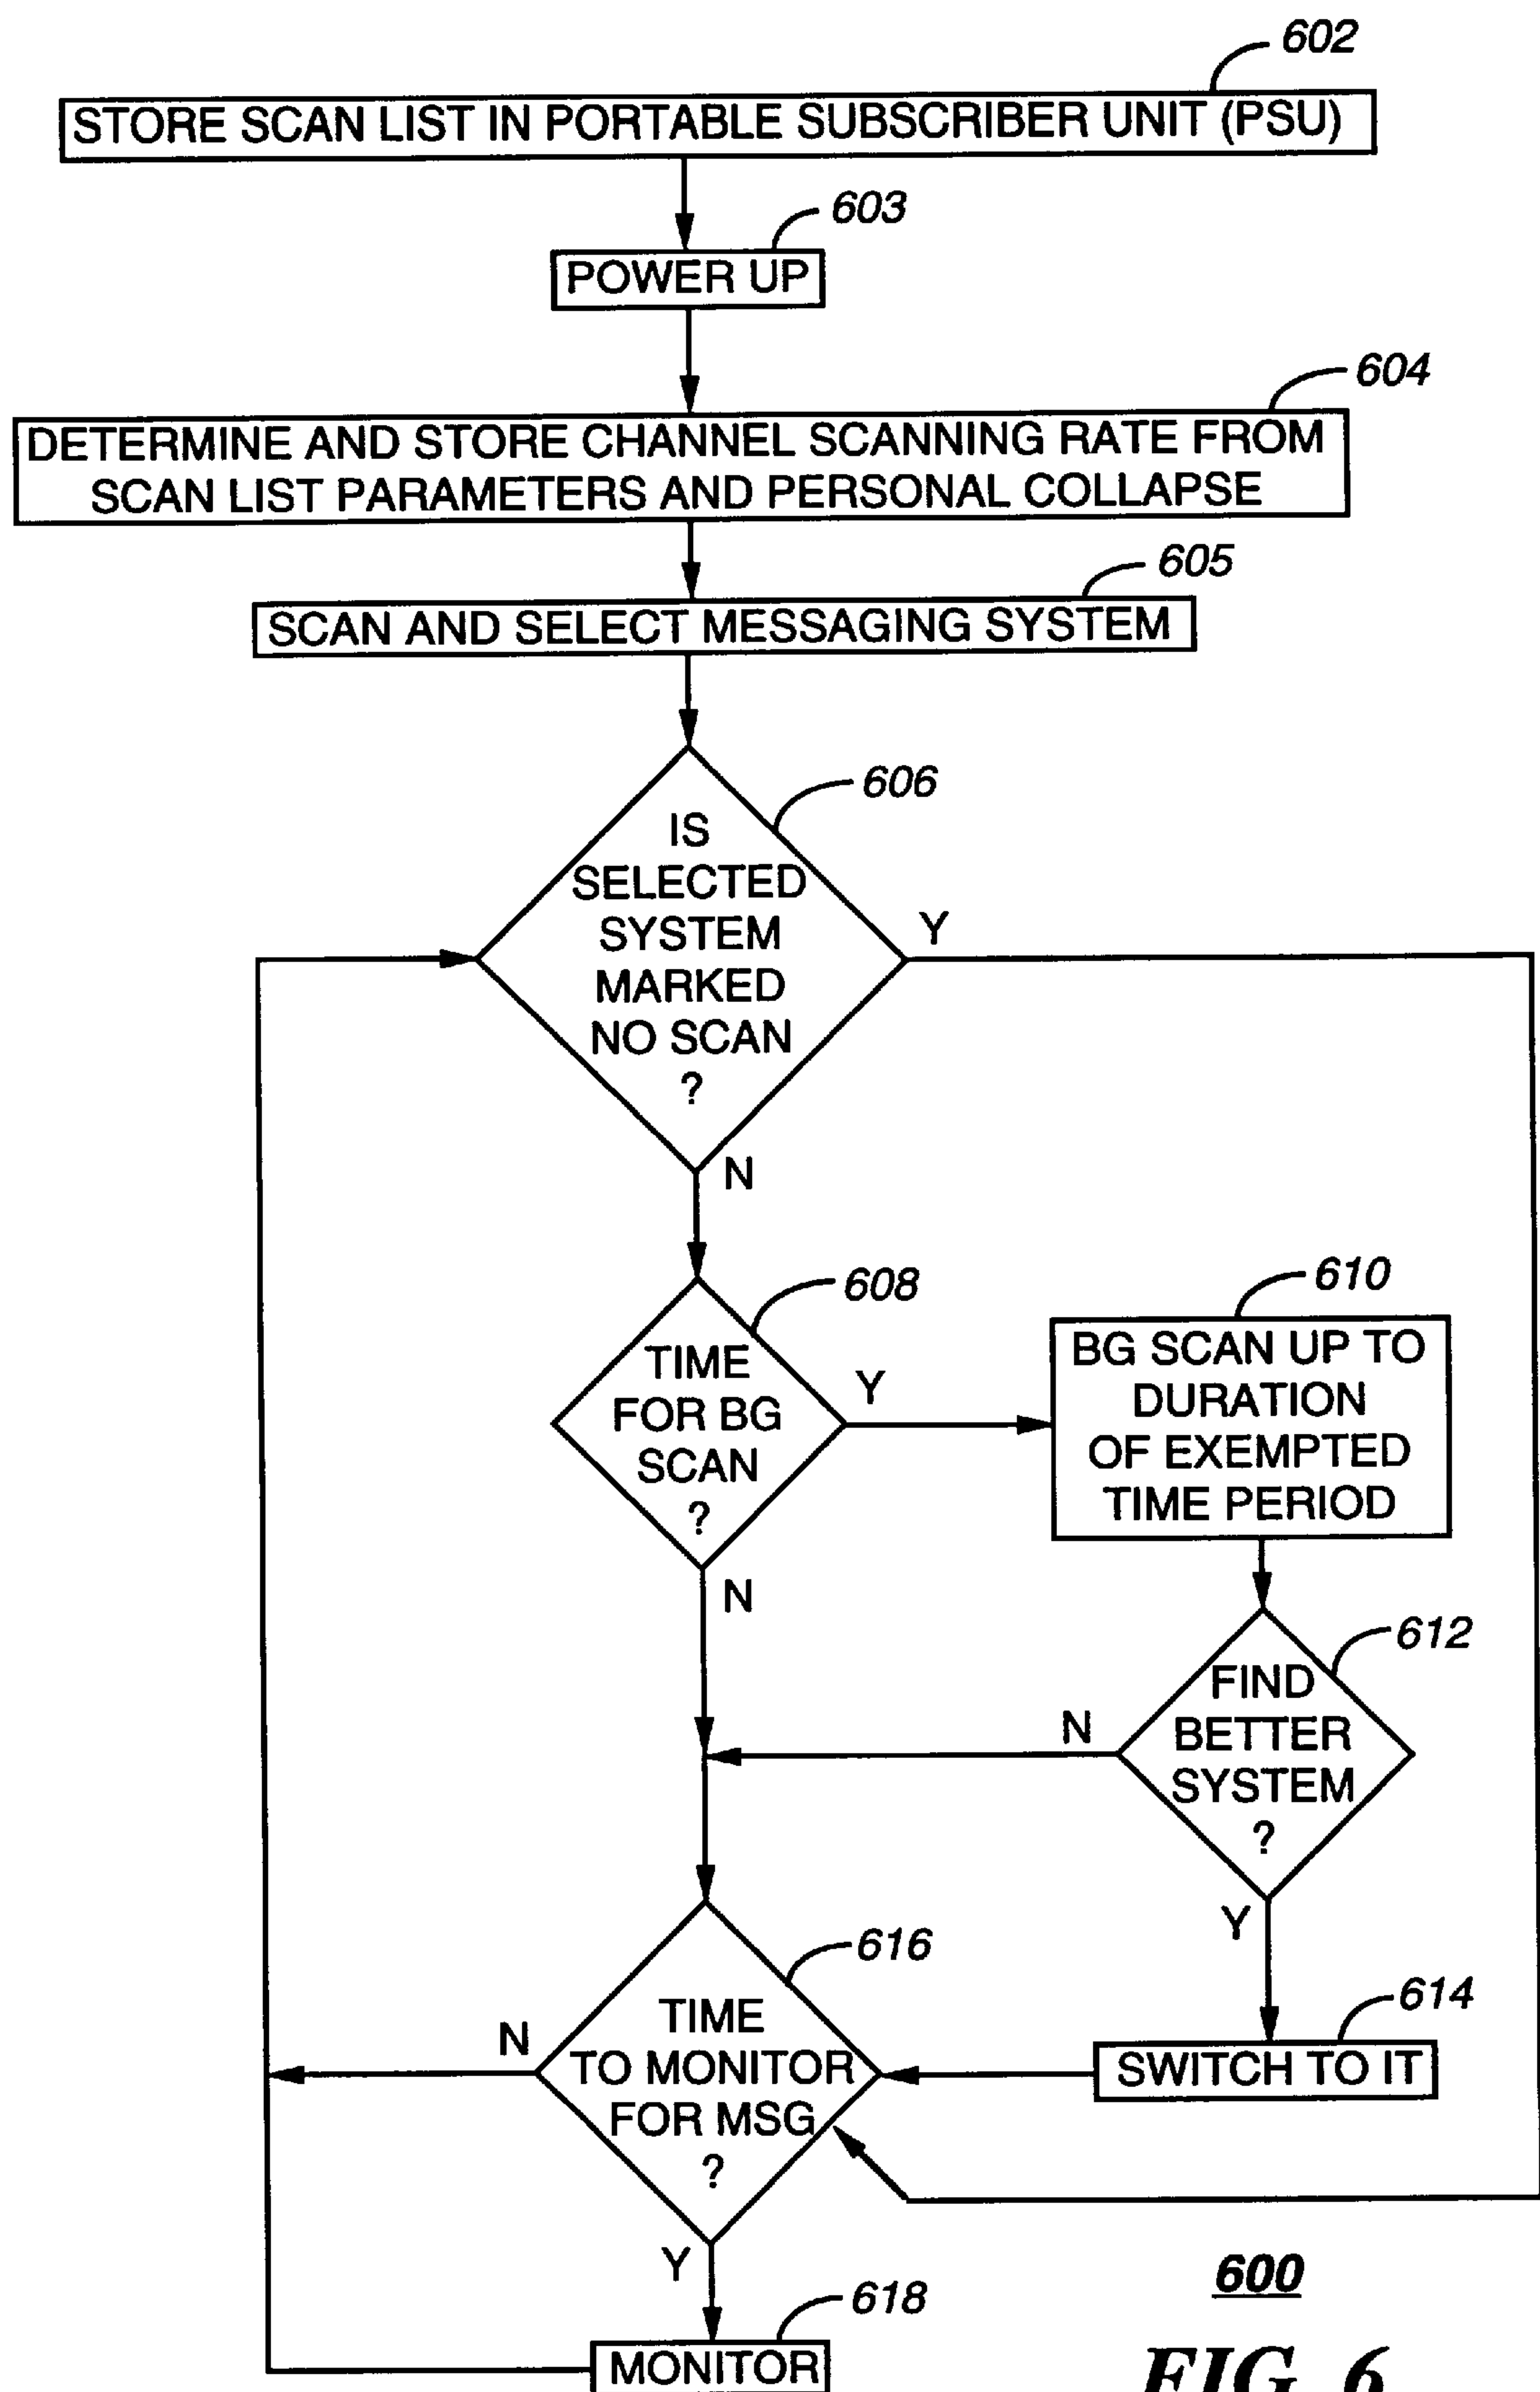 602
STORE SCAN LIST IN PORTABLE SUBSCRIBER UNIT (PSU)
603
POWER UP
604
DETERMINE AND STORE CHANNEL SCANNING RATE FROM
SCAN LIST PARAMETERS AND PERSONAL COLLAPSE
605
SCAN AND SELECT MESSAGING SYSTEM
606
IS
SELECTED
SYSTEM
MARKED
NO SCAN
?
Y
N
608
TIME
FOR BG
SCAN
?
Y
N
610
BG SCAN UP TO
DURATION
OF EXEMPTED
TIME PERIOD
612
FIND
BETTER
SYSTEM
?
N
Y
614
SWITCH TO IT
616
TIME
TO MONITOR
FOR MSG
?
N
Y
618
MONITOR
600
FIG. 6